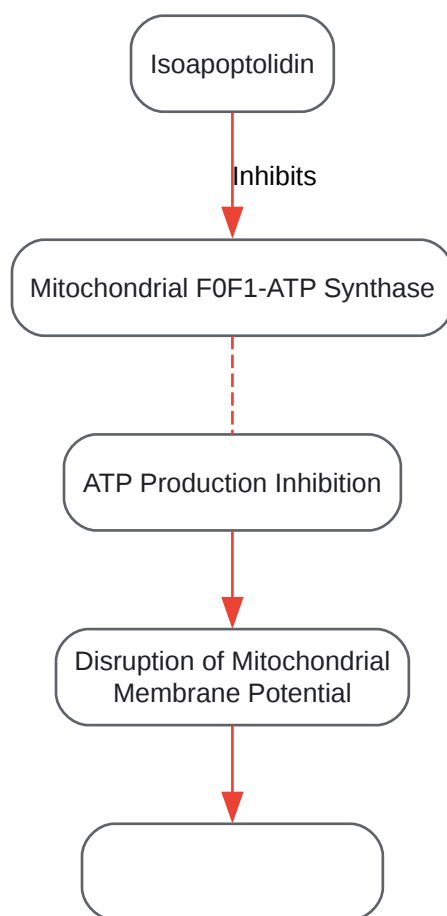 Isoapoptolidin
Inhibits
Mitochondrial F0F1-ATP Synthase
ATP Production Inhibition
Disruption of Mitochondrial
Membrane Potential